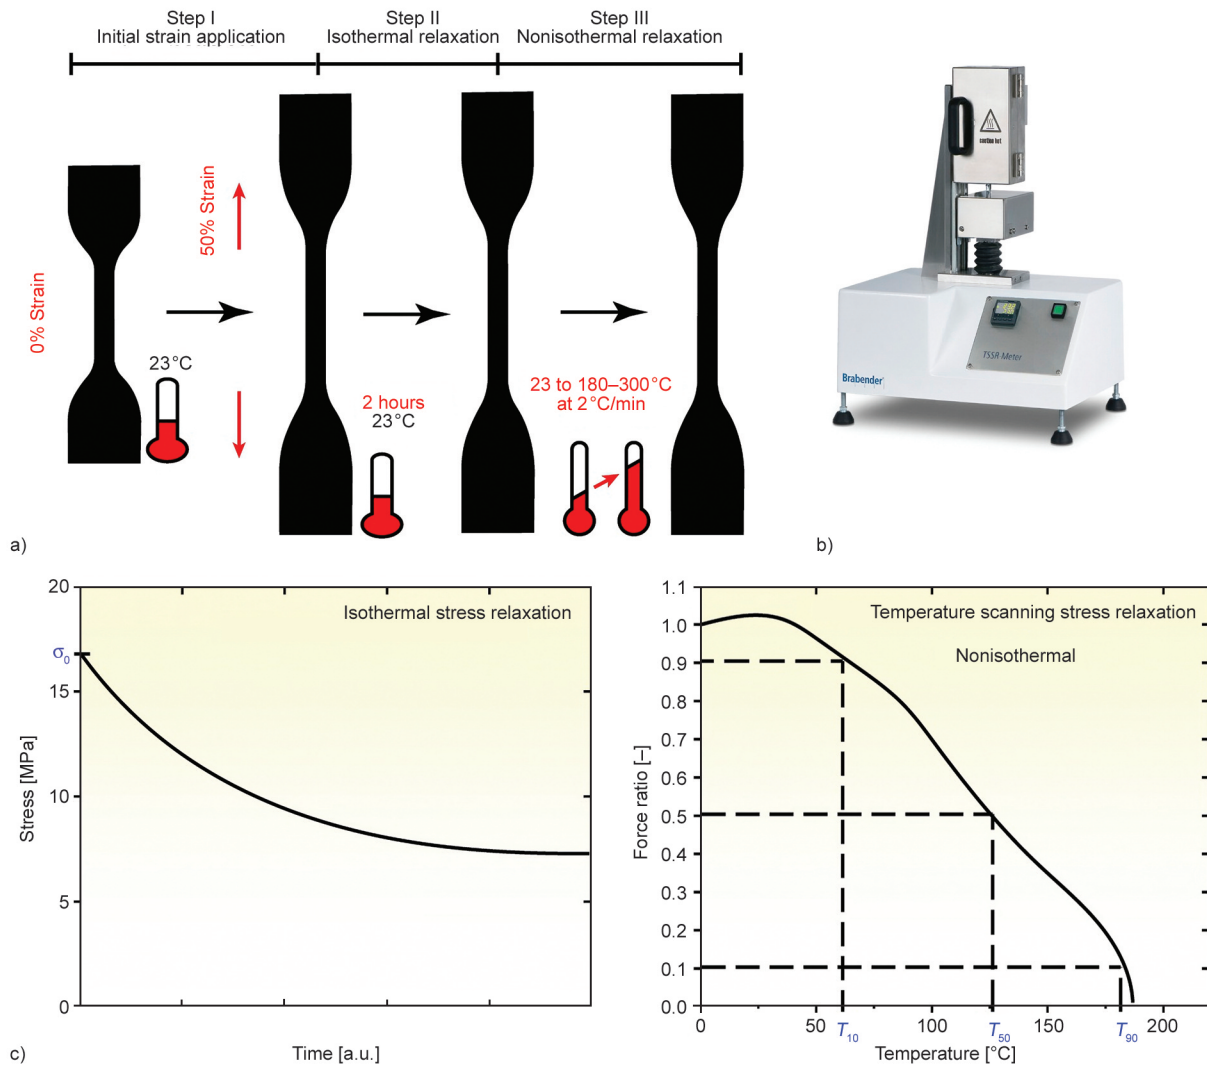 Step I
Initial strain application
Step II
Isothermal relaxation
Step III
Nonisothermal relaxation
0% Strain
50% Strain
23°C
2 hours
23°C
23 to 180–300°C
at 2°C/min
a)
caution hot
TSSR-Meter
Brabender
b)
Isothermal stress relaxation
σ0
20
15
10
5
0
Stress [MPa]
Time [a.u.]
c)
Temperature scanning stress relaxation
Nonisothermal
1.1
1.0
0.9
0.8
0.7
0.6
0.5
0.4
0.3
0.2
0.1
0.0
Force ratio [–]
0
50
100
150
200
T10
T50
T90
Temperature [°C]